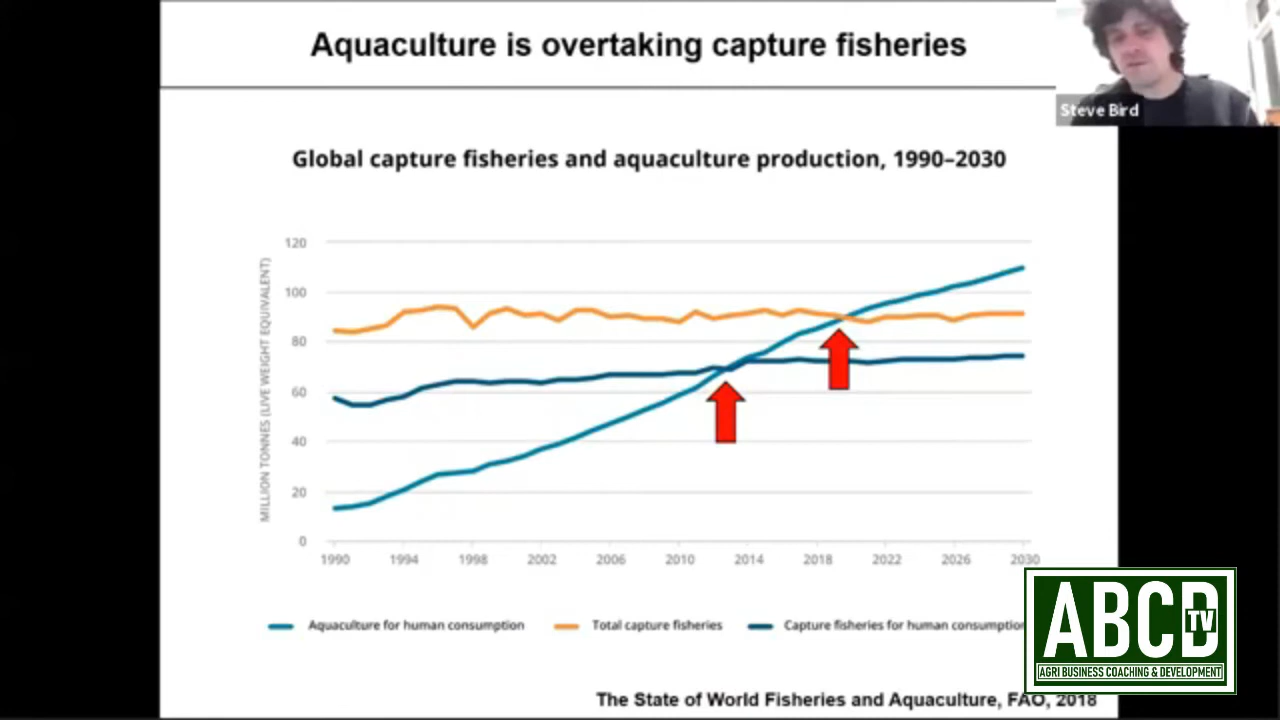 Aquaculture is overtaking capture fisheries
Steve Bird
Global capture fisheries and aquaculture production, 1990–2030
MILLION TONNES (LIVE WEIGHT EQUIVALENT)
120
100
80
60
40
20
0
1990 1994 1998 2002 2006 2010 2014 2018 2022 2026 2030
Aquaculture for human consumption Total capture fisheries Capture fisheries for human consumption
ABCD TV
AGRI BUSINESS COACHING & DEVELOPMENT
The State of World Fisheries and Aquaculture, FAO, 2018